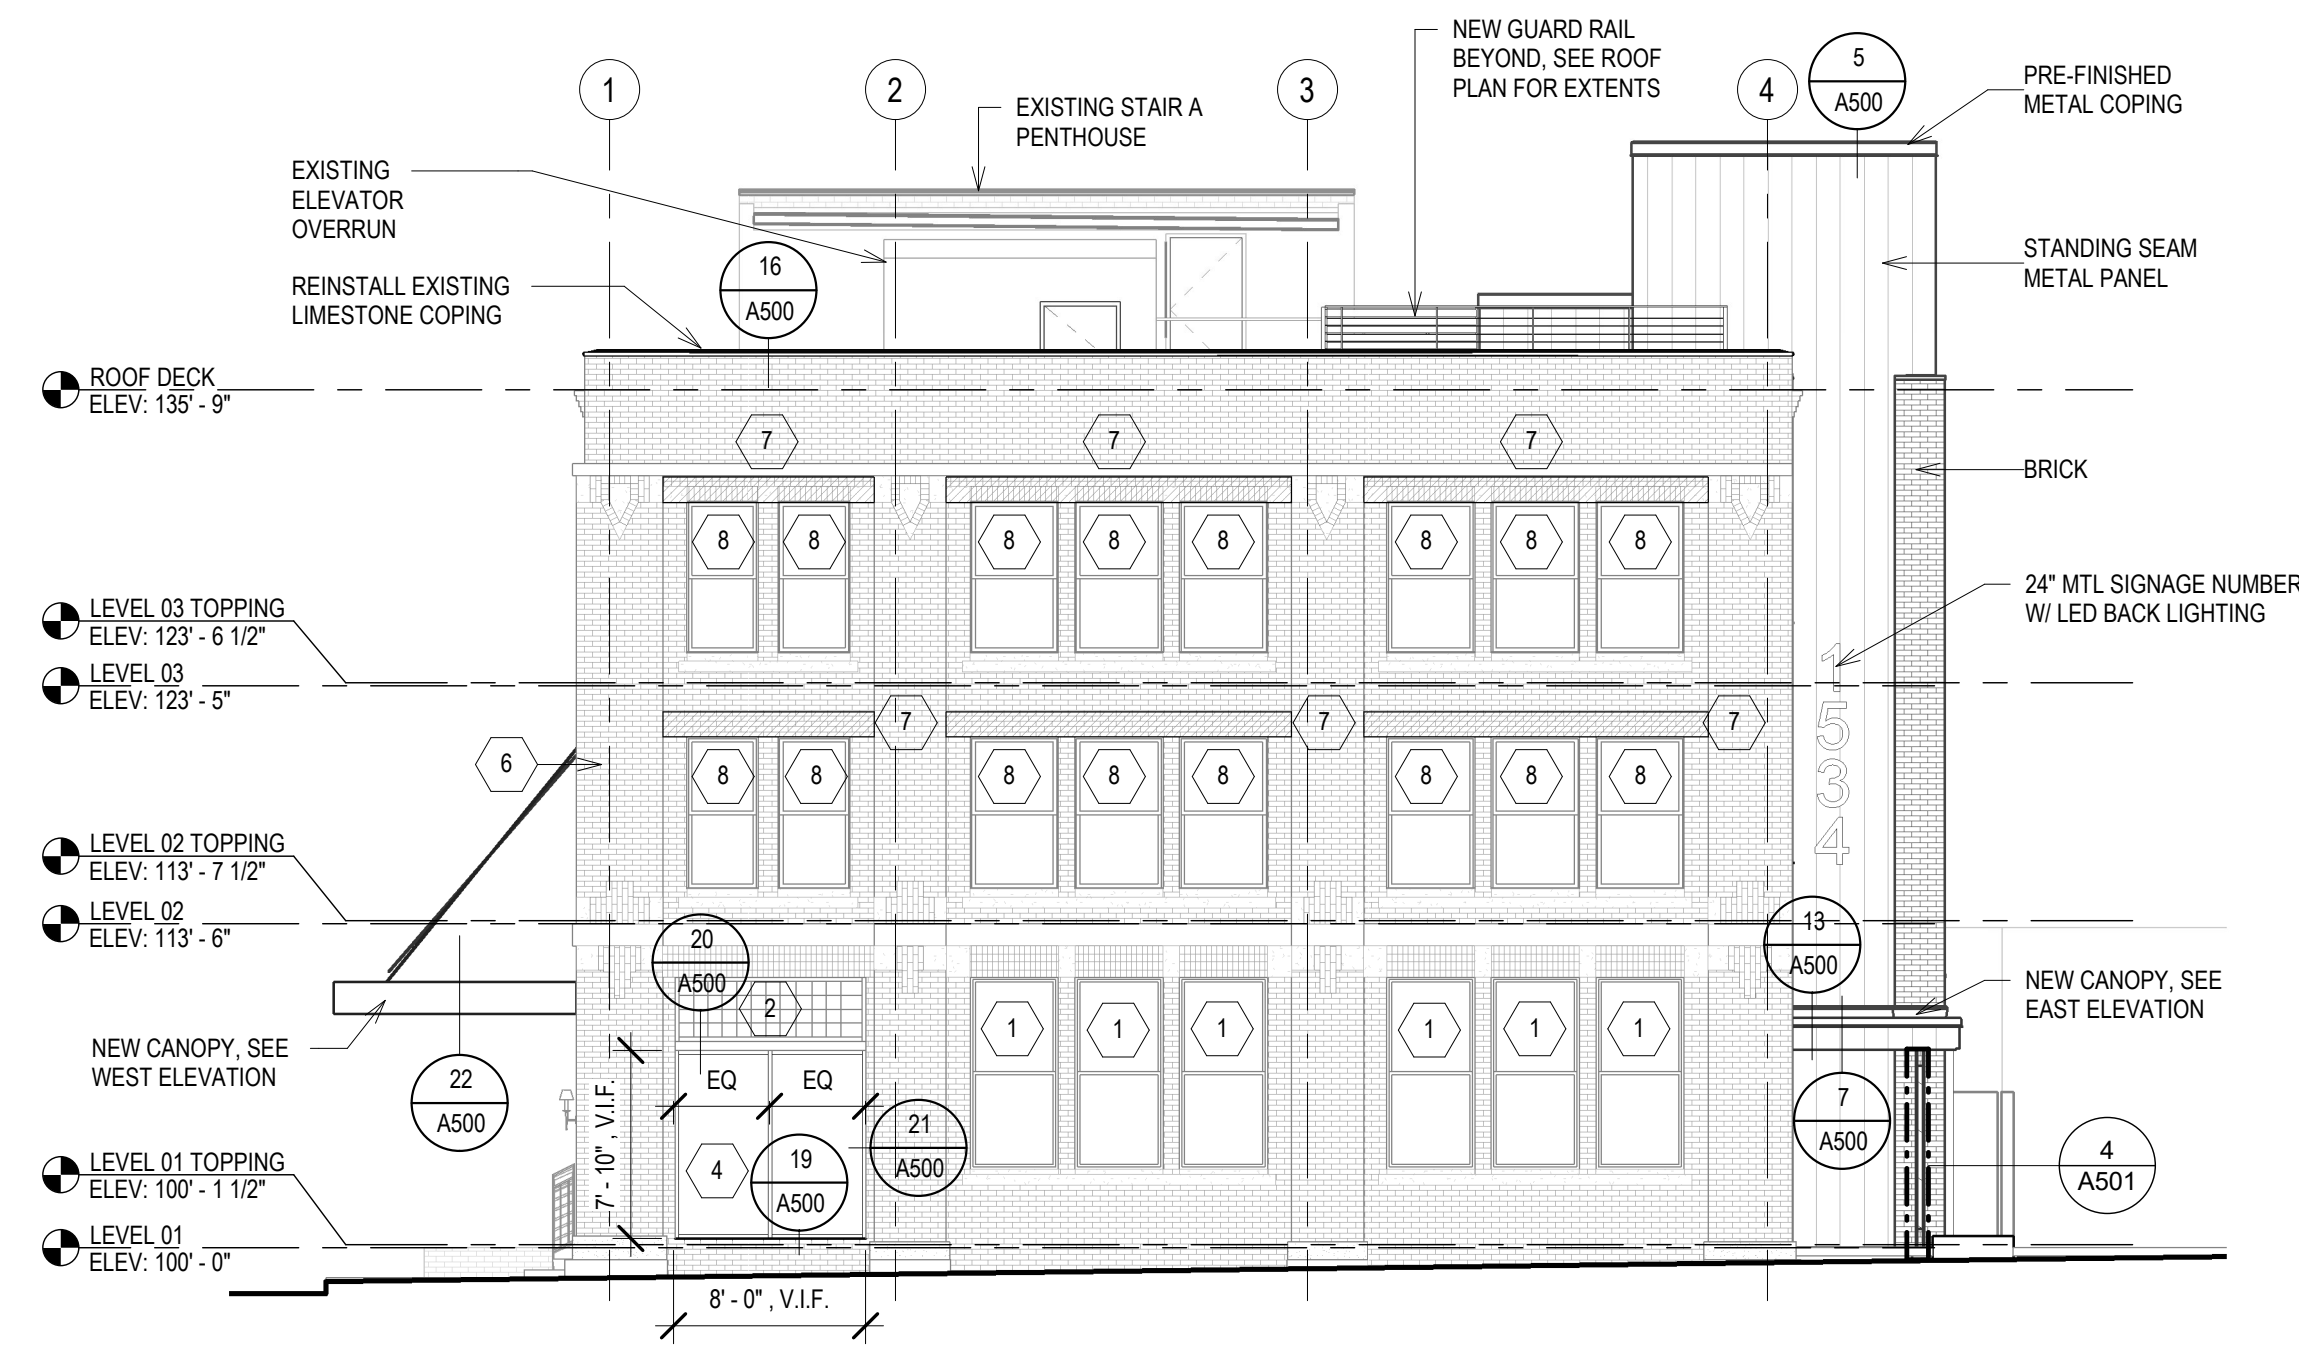 NEW GUARD RAIL
BEYOND, SEE ROOF
PLAN FOR EXTENTS
5
A500
PRE-FINISHED
METAL COPING
1
2
3
4
EXISTING STAIR A
PENTHOUSE
EXISTING
ELEVATOR
OVERRUN
16
A500
STANDING SEAM
METAL PANEL
REINSTALL EXISTING
LIMESTONE COPING
ROOF DECK
ELEV: 135' - 9"
7
7
7
BRICK
8
8
8
8
8
8
8
8
LEVEL 03 TOPPING
ELEV: 123' - 6 1/2"
24" MTL SIGNAGE NUMBER
W/ LED BACK LIGHTING
LEVEL 03
ELEV: 123' - 5"
1
5
3
4
7
7
7
6
8
8
8
8
8
8
8
8
LEVEL 02 TOPPING
ELEV: 113' - 7 1/2"
LEVEL 02
ELEV: 113' - 6"
20
A500
13
A500
2
1
1
1
1
1
1
NEW CANOPY, SEE
EAST ELEVATION
NEW CANOPY, SEE
WEST ELEVATION
22
A500
7' - 10" , V.I.F.
EQ
EQ
21
A500
7
A500
4
19
A500
4
A501
LEVEL 01 TOPPING
ELEV: 100' - 1 1/2"
LEVEL 01
ELEV: 100' - 0"
8' - 0" , V.I.F.